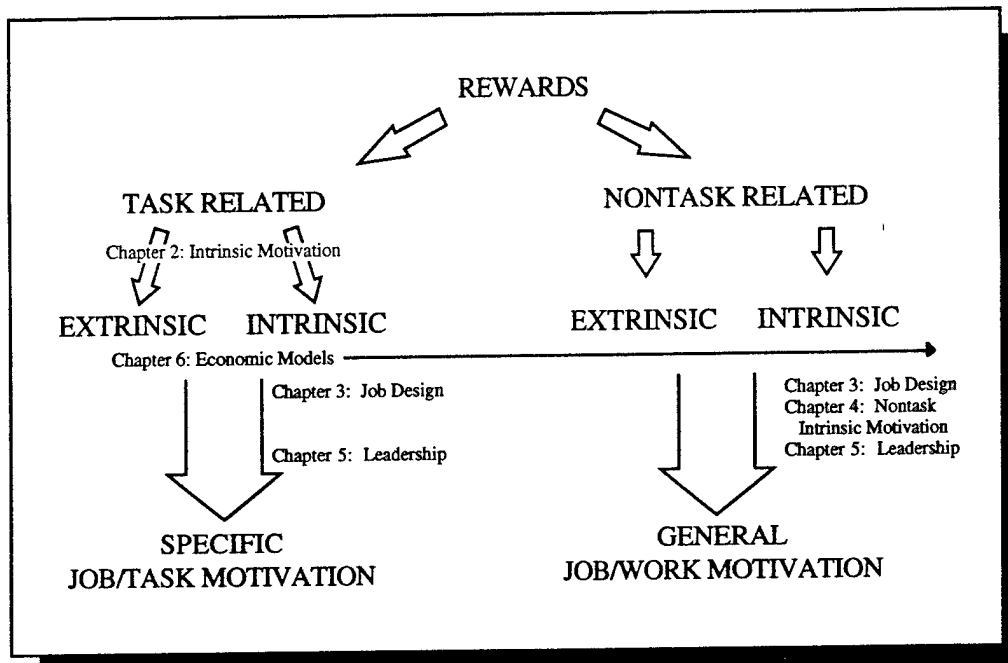 REWARDS
TASK RELATED
NONTASK RELATED
Chapter 2: Intrinsic Motivation
EXTRINSIC
INTRINSIC
EXTRINSIC
INTRINSIC
Chapter 6: Economic Models
Chapter 3: Job Design
Chapter 5: Leadership
Chapter 3: Job Design
Chapter 4: Nontask
Intrinsic Motivation
Chapter 5: Leadership
SPECIFIC
JOB/TASK MOTIVATION
GENERAL
JOB/WORK MOTIVATION